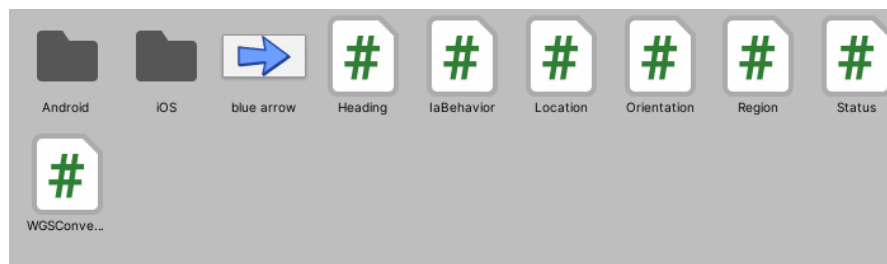 Android iOS blue arrow Heading IaBehavior Location Orientation Region Status
WGSConve...